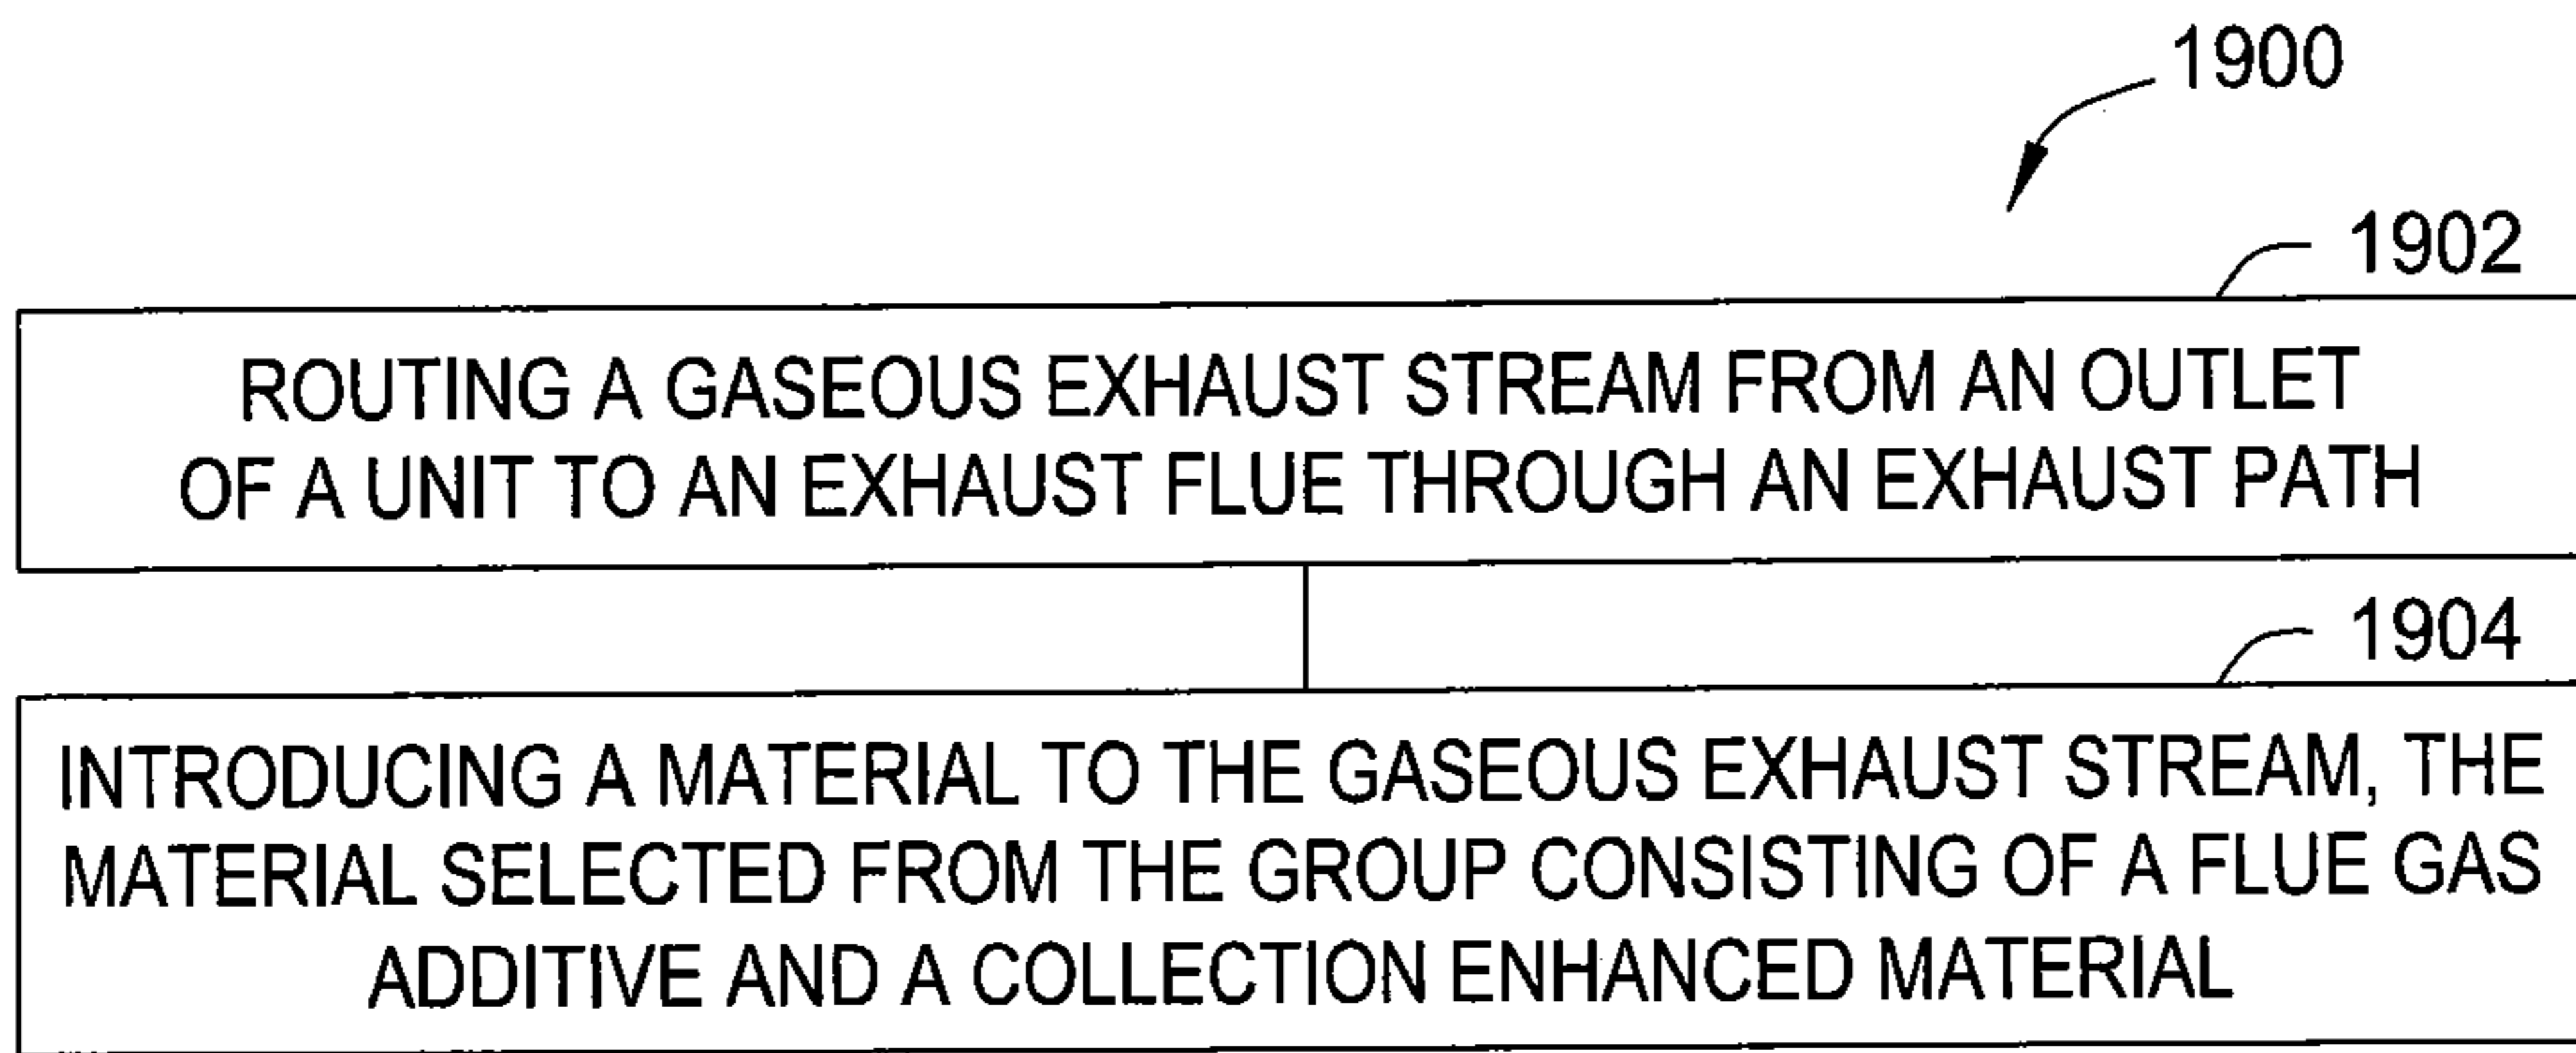 1900
1902
ROUTING A GASEOUS EXHAUST STREAM FROM AN OUTLET
OF A UNIT TO AN EXHAUST FLUE THROUGH AN EXHAUST PATH
1904
INTRODUCING A MATERIAL TO THE GASEOUS EXHAUST STREAM, THE
MATERIAL SELECTED FROM THE GROUP CONSISTING OF A FLUE GAS
ADDITIVE AND A COLLECTION ENHANCED MATERIAL